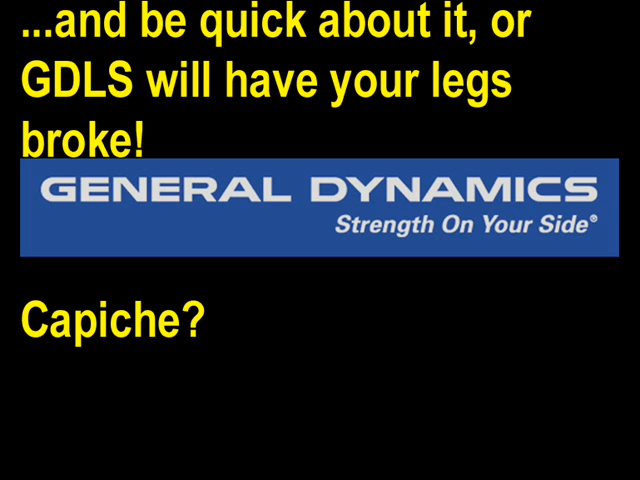 ...and be quick about it, or
GDLS will have your legs
broke!
GENERAL DYNAMICS
Strength On Your Side®
Capiche?